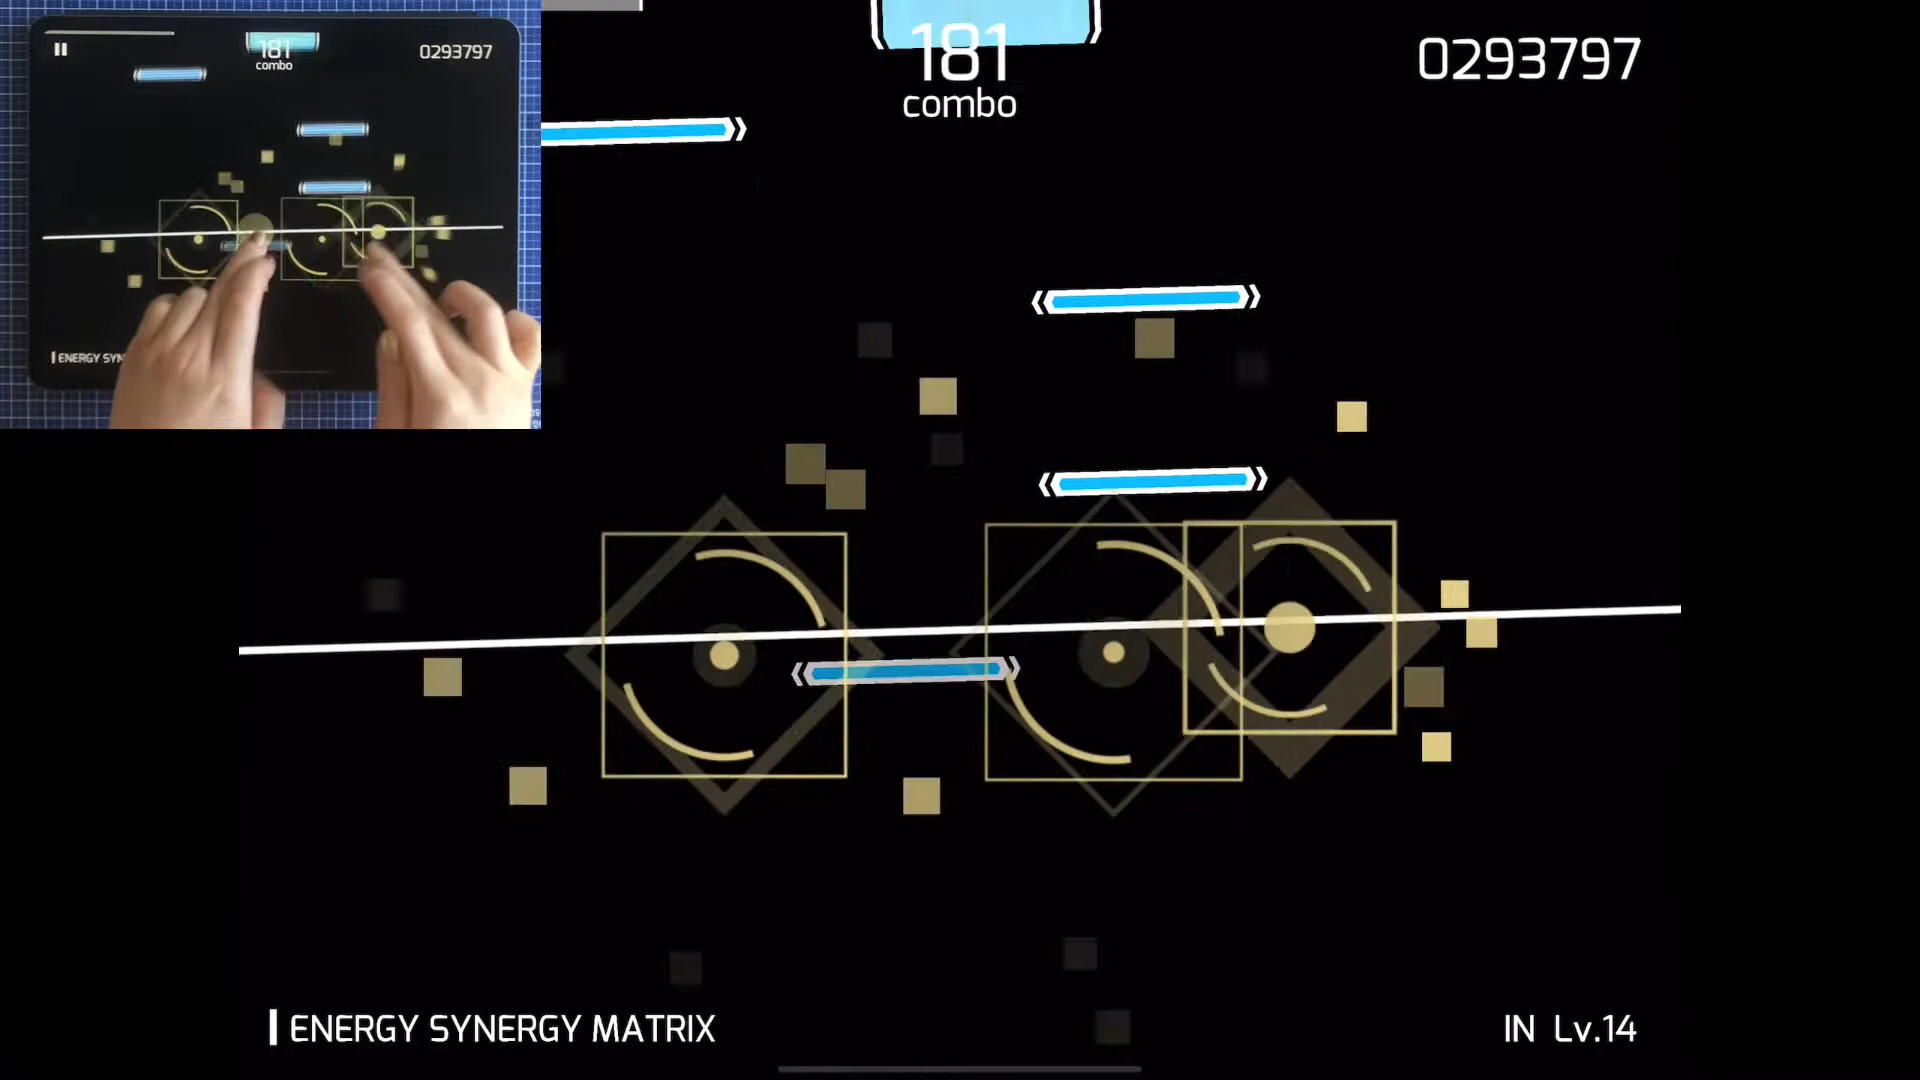 181
combo
0293797
ENERGY SYN
181
combo
0293797
ENERGY SYNERGY MATRIX
IN Lv.14